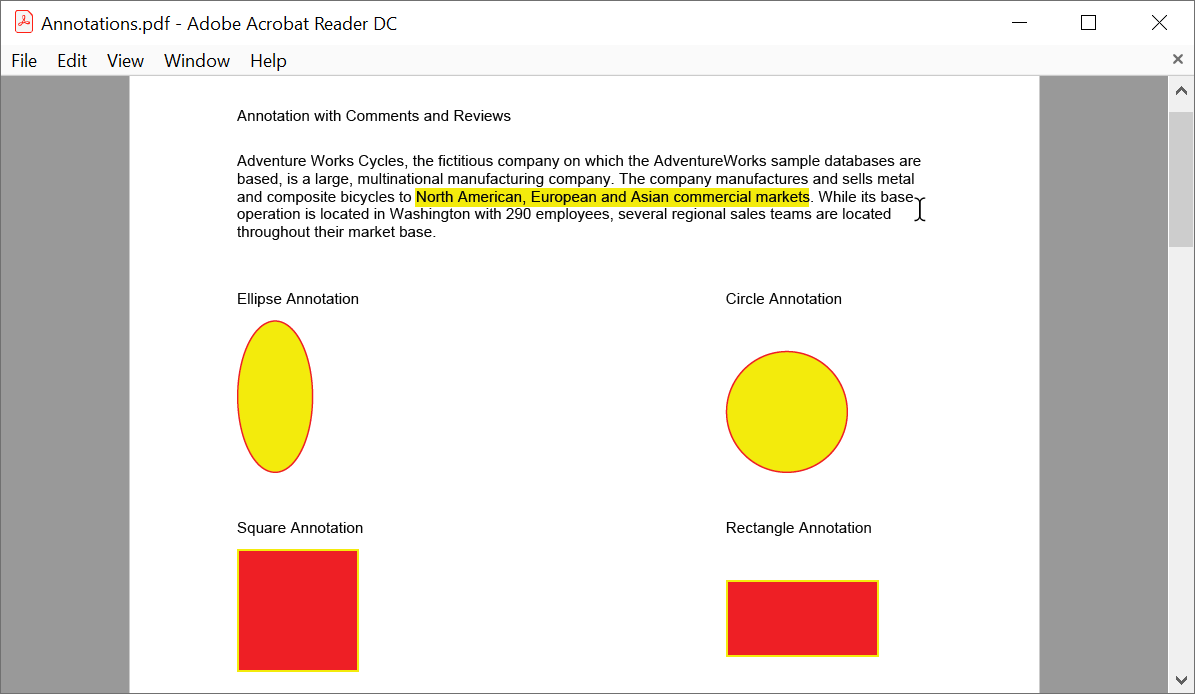 Annotations.pdf - Adobe Acrobat Reader DC
File Edit View Window Help
Annotation with Comments and Reviews
Adventure Works Cycles, the fictitious company on which the AdventureWorks sample databases are
based, is a large, multinational manufacturing company. The company manufactures and sells metal
and composite bicycles to North American, European and Asian commercial markets. While its base
operation is located in Washington with 290 employees, several regional sales teams are located
throughout their market base.
Ellipse Annotation
Circle Annotation
Square Annotation
Rectangle Annotation